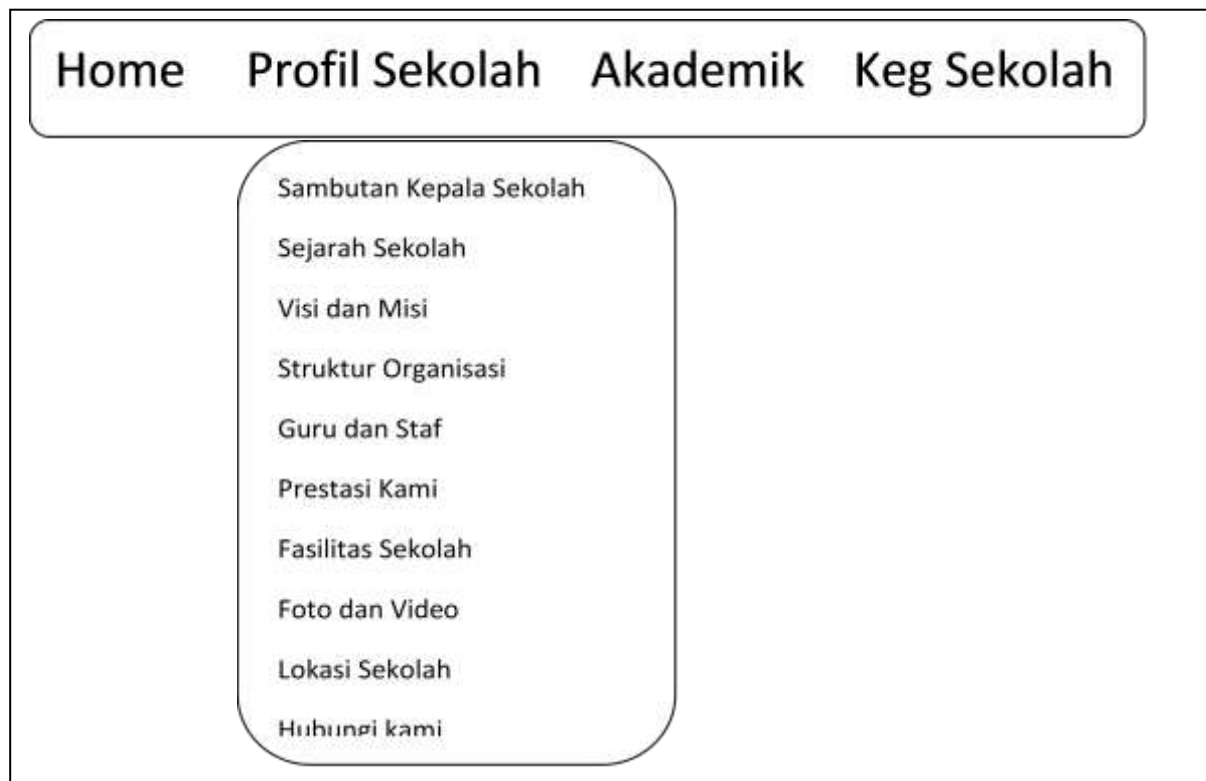 Home Profil Sekolah Akademik Keg Sekolah
Sambutan Kepala Sekolah
Sejarah Sekolah
Visi dan Misi
Struktur Organisasi
Guru dan Staf
Prestasi Kami
Fasilitas Sekolah
Foto dan Video
Lokasi Sekolah
Hubungi kami